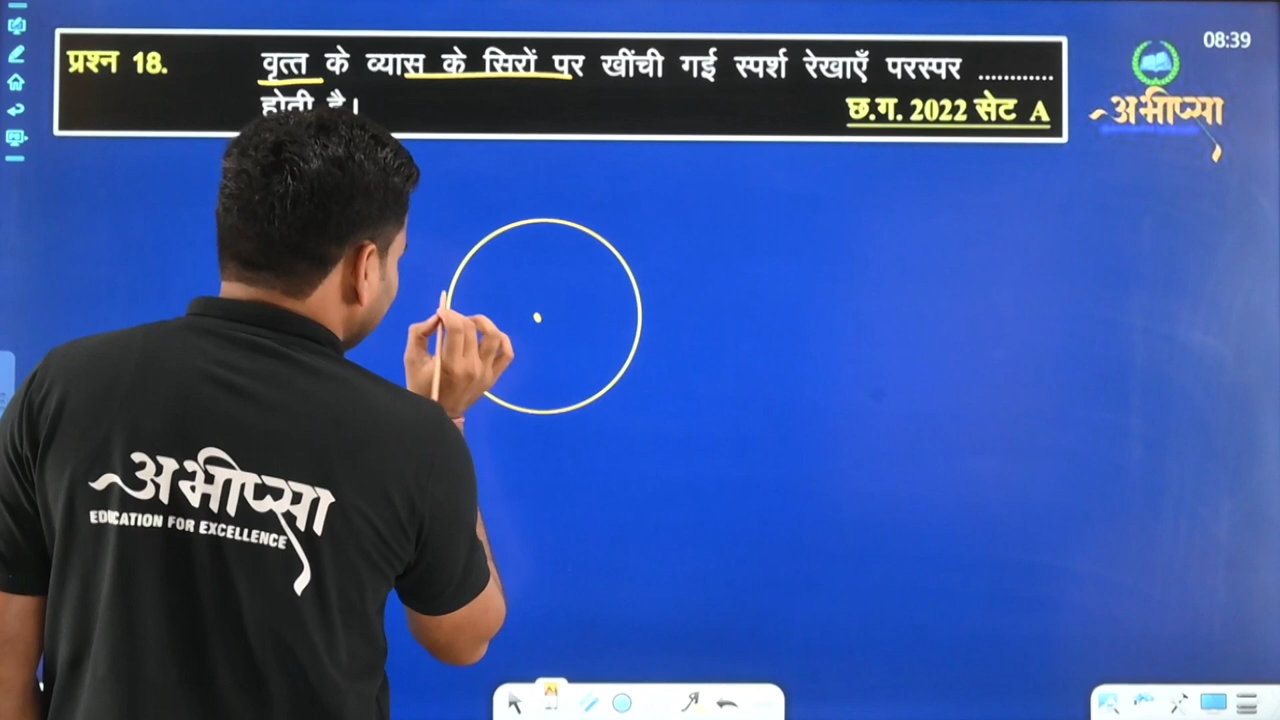 प्रश्न 18. वृत्त के व्यास के सिरों पर खींची गई स्पर्श रेखाएँ परस्पर ............
होती है।
छ.ग. 2022 सेट A
08:39
अभीप्सा
अभीप्सा
EDUCATION FOR EXCELLENCE